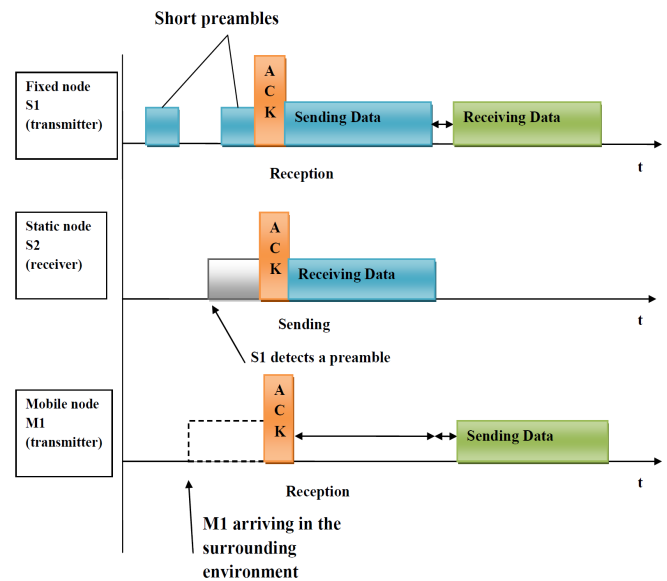 Short preambles
Fixed node
S1
(transmitter)
A
C
K
Sending Data
Receiving Data
Reception
t
Static node
S2
(receiver)
A
C
K
Receiving Data
Sending
t
S1 detects a preamble
Mobile node
M1
(transmitter)
A
C
K
Sending Data
Reception
t
M1 arriving in the
surrounding
environment